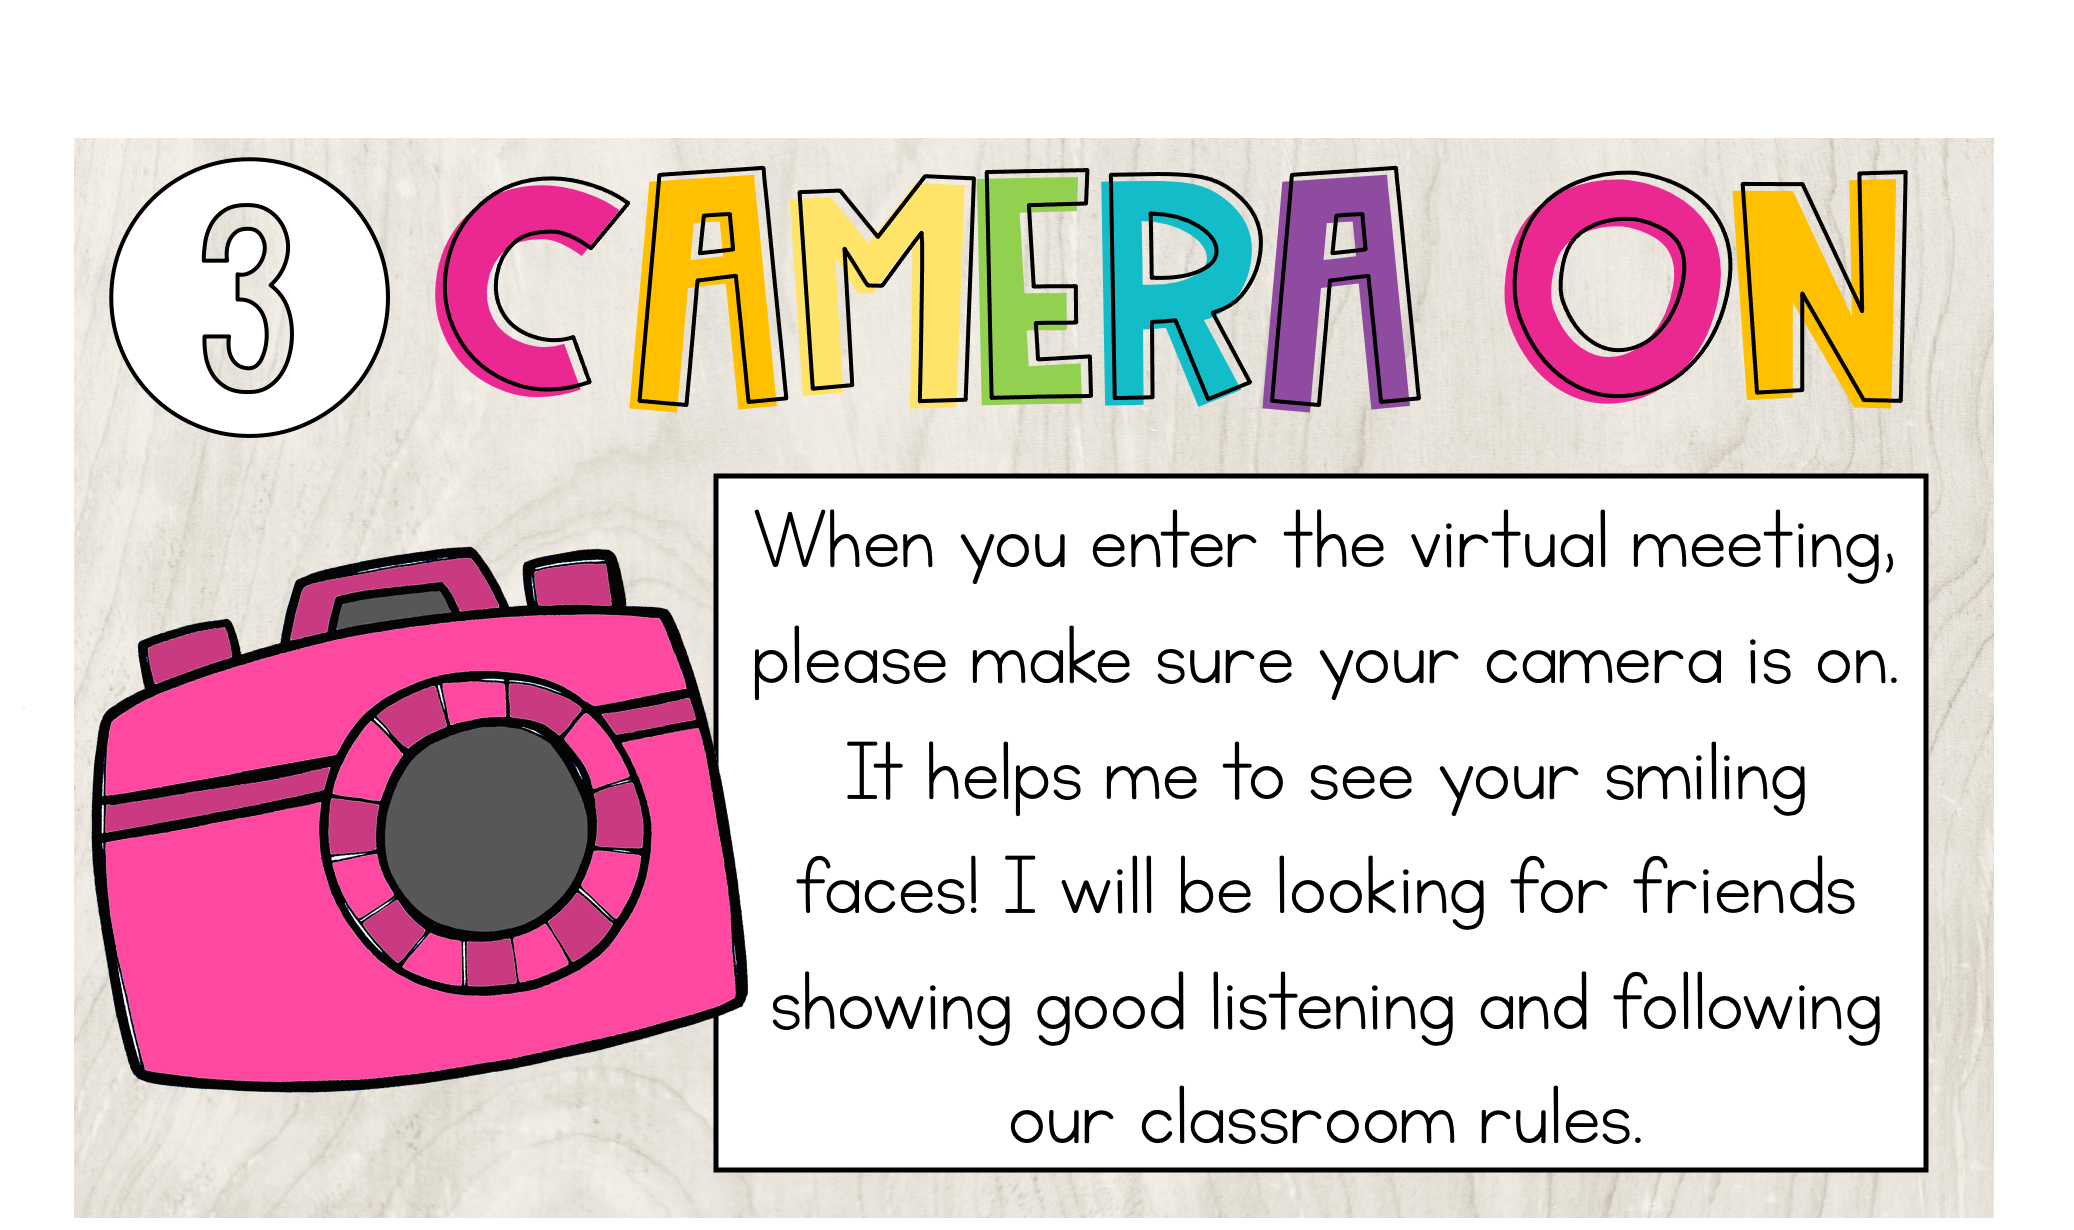 3 CAMERA ON
When you enter the virtual meeting,
please make sure your camera is on.
It helps me to see your smiling
faces! I will be looking for friends
showing good listening and following
our classroom rules.